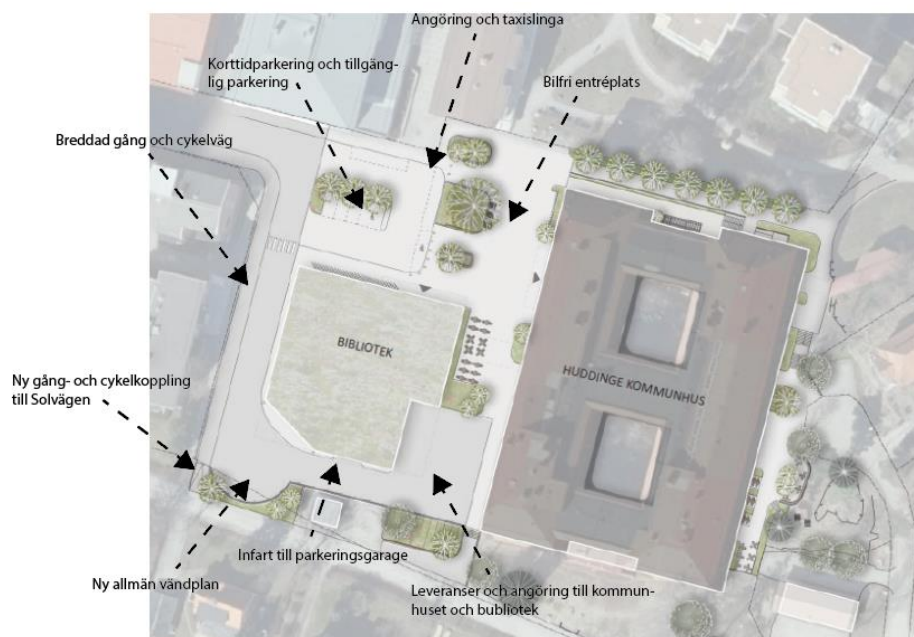 Angöring och taxislinga
Korttidparkering och tillgäng-
lig parkering
Bilfri entréplats
Breddad gång och cykelväg
BIBLIOTEK
HUDDINGE KOMMUNHUS
Ny gång- och cykelkoppling
till Solvägen
Infart till parkeringsgarage
Ny allmän vändplan
Leveranser och angöring till kommun-
huset och bubliotek